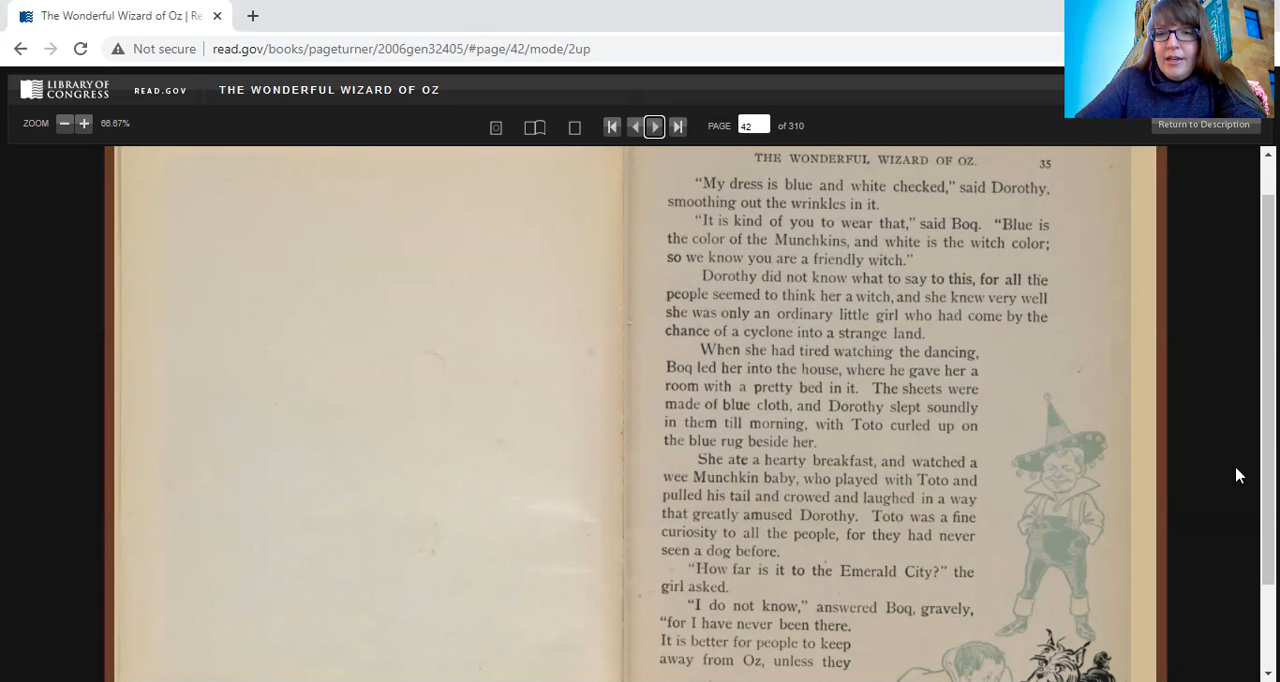 The Wonderful Wizard of Oz | Re
Not secure
read.gov/books/pageturner/2006gen32405/#page/42/mode/2up
LIBRARY OF CONGRESS
READ.GOV
THE WONDERFUL WIZARD OF OZ
ZOOM
66.67%
PAGE
42
of 310
Return to Description
THE WONDERFUL WIZARD OF OZ.
35
"My dress is blue and white checked," said Dorothy,
smoothing out the wrinkles in it.
"It is kind of you to wear that," said Boq. "Blue is
the color of the Munchkins, and white is the witch color;
so we know you are a friendly witch."
Dorothy did not know what to say to this, for all the
people seemed to think her a witch, and she knew very well
she was only an ordinary little girl who had come by the
chance of a cyclone into a strange land.
When she had tired watching the dancing,
Boq led her into the house, where he gave her a
room with a pretty bed in it. The sheets were
made of blue cloth, and Dorothy slept soundly
in them till morning, with Toto curled up on
the blue rug beside her.
She ate a hearty breakfast, and watched a
wee Munchkin baby, who played with Toto and
pulled his tail and crowed and laughed in a way
that greatly amused Dorothy. Toto was a fine
curiosity to all the people, for they had never
seen a dog before.
"How far is it to the Emerald City?" the
girl asked.
"I do not know," answered Boq, gravely,
"for I have never been there.
It is better for people to keep
away from Oz, unless they